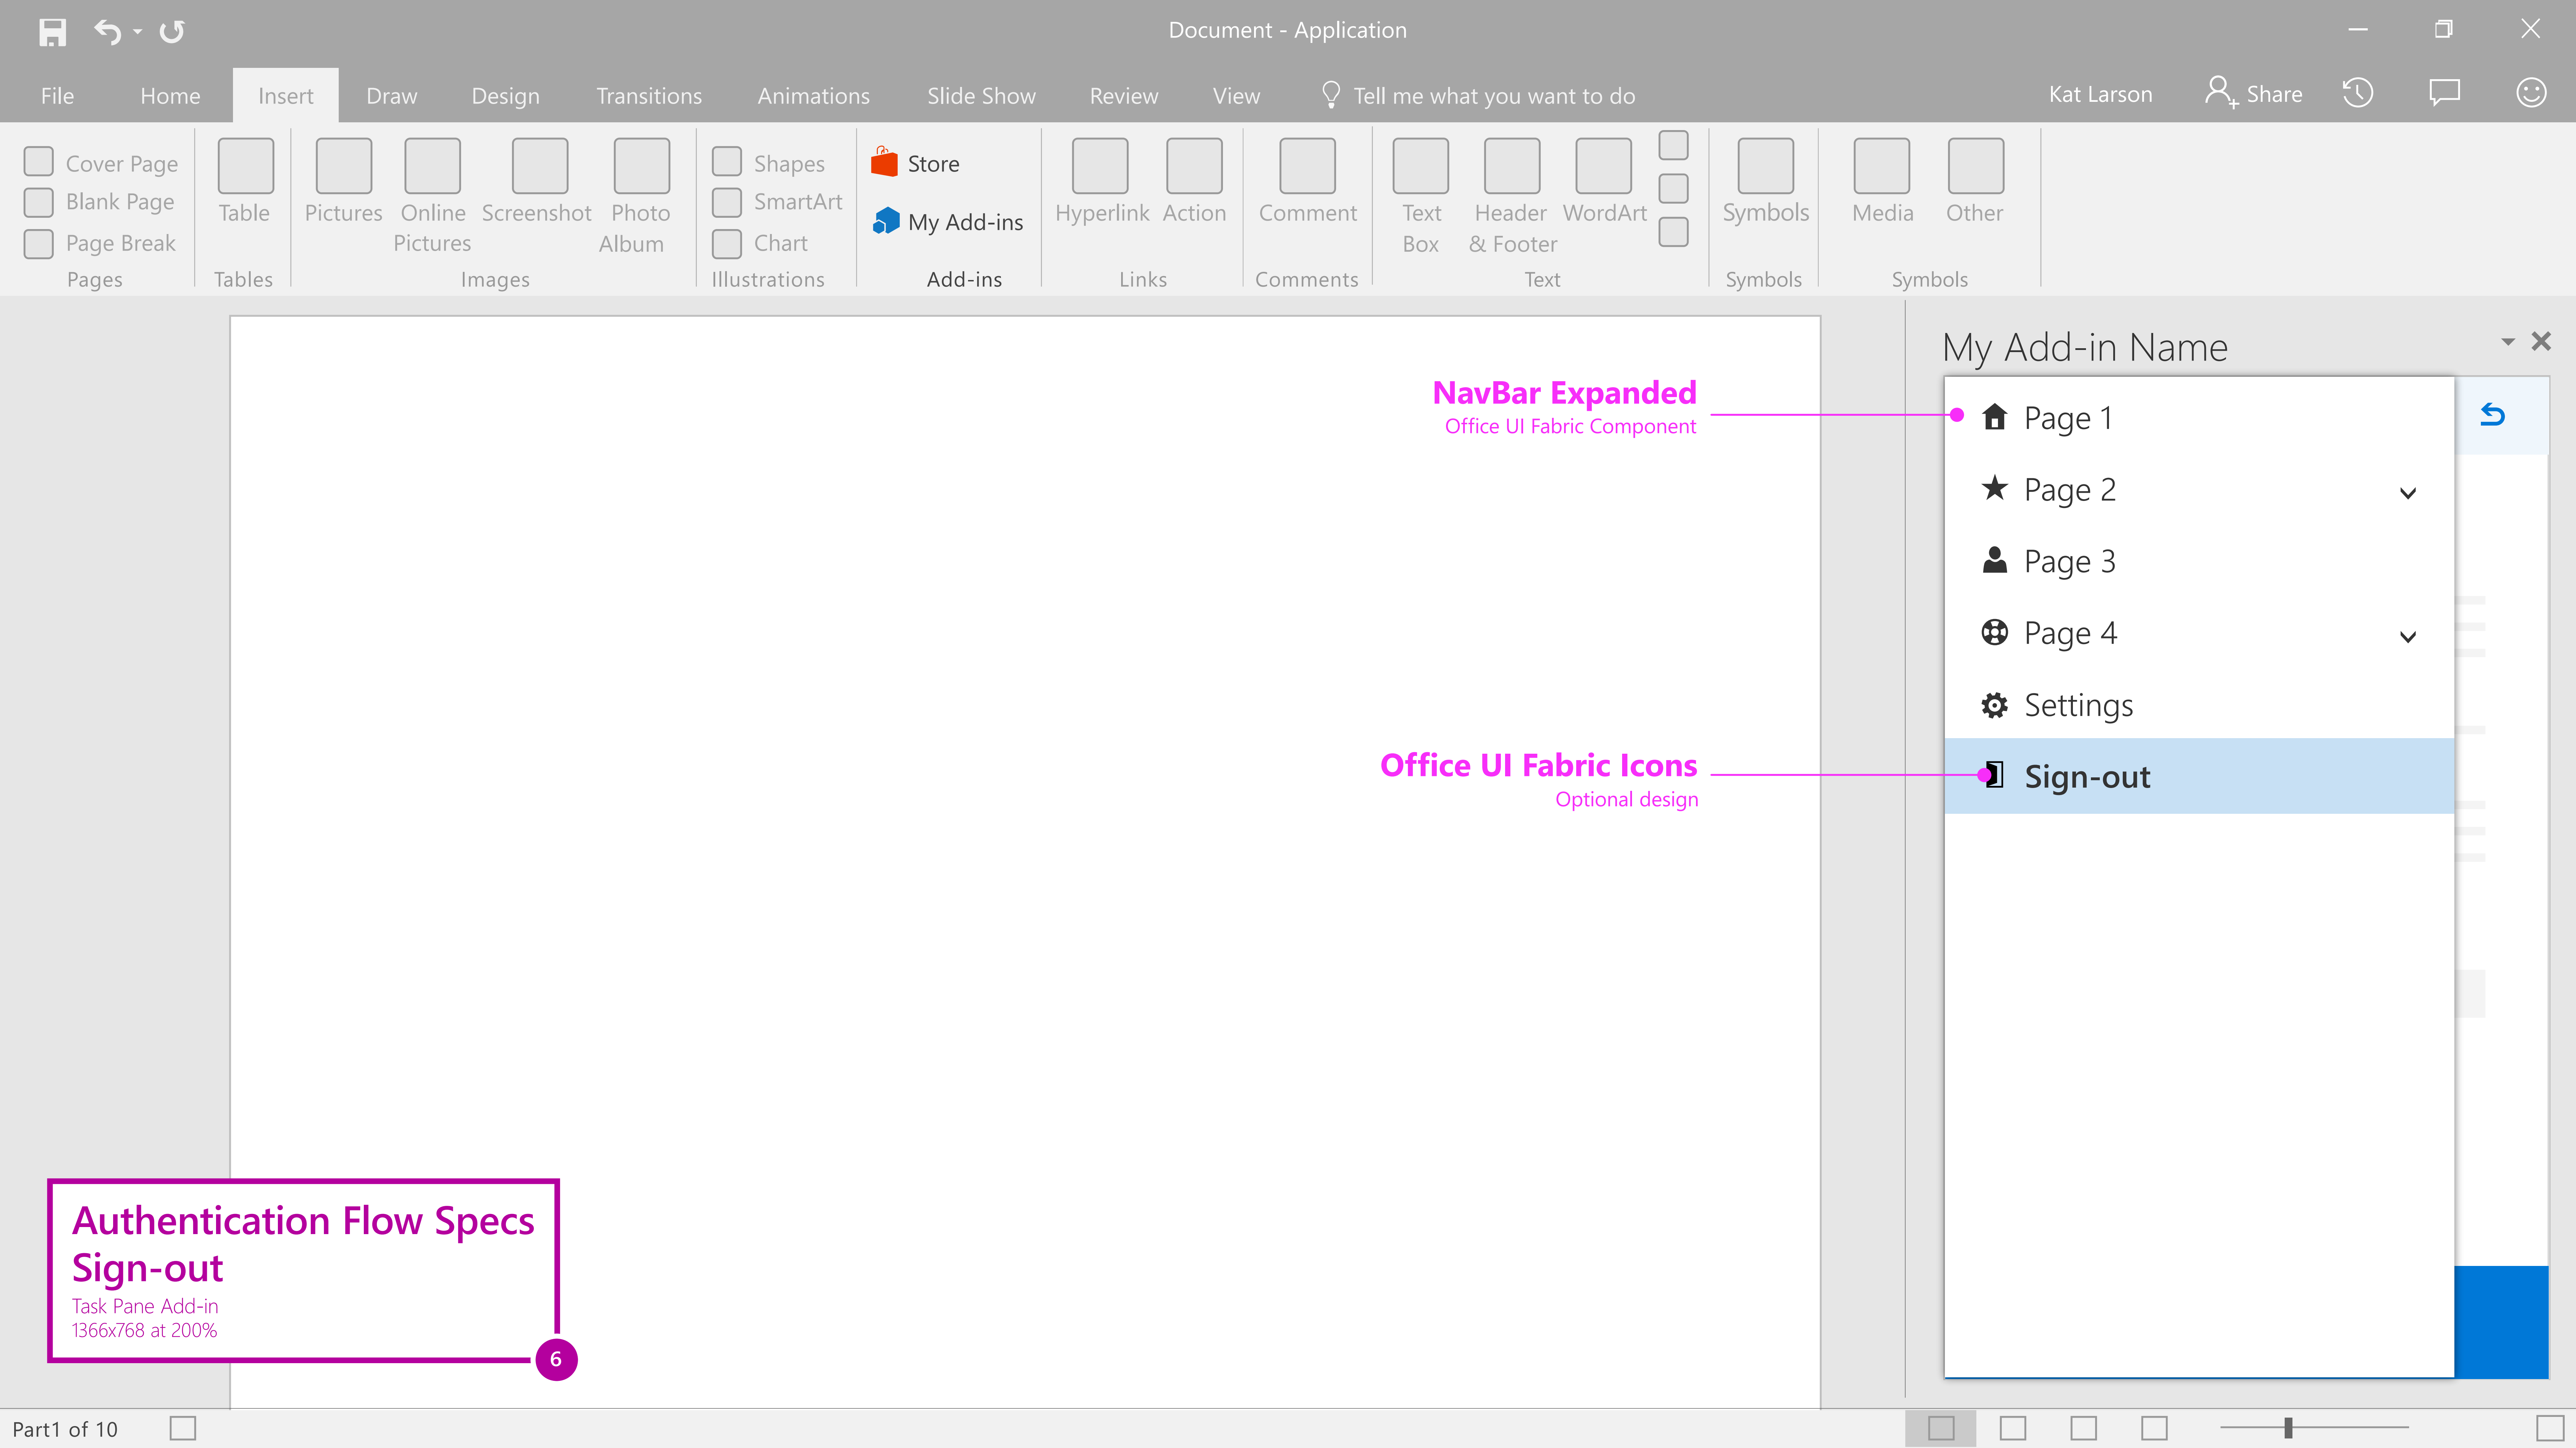 Document - Application
File Home Insert Draw Design Transitions Animations Slide Show Review View Tell me what you want to do Kat Larson Share
Cover Page
Blank Page
Page Break
Pages
Table
Tables
Pictures
Online
Pictures
Screenshot
Photo
Album
Images
Shapes
SmartArt
Chart
Illustrations
Store
My Add-ins
Add-ins
Hyperlink
Action
Links
Comment
Comments
Text
Box
Header
& Footer
WordArt
Text
Symbols
Symbols
Media
Other
Symbols
My Add-in Name
NavBar Expanded
Office UI Fabric Component
Page 1
Page 2
Page 3
Page 4
Settings
Office UI Fabric Icons
Optional design
Sign-out
Authentication Flow Specs
Sign-out
Task Pane Add-in
1366x768 at 200%
6
Part1 of 10